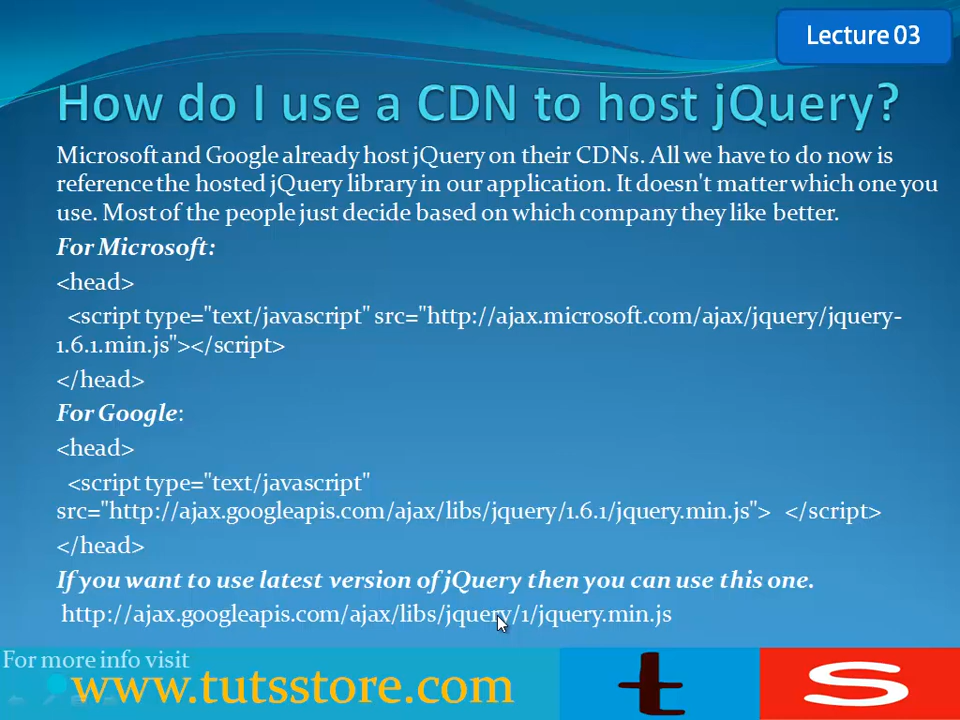 Lecture 03
How do I use a CDN to host jQuery?
Microsoft and Google already host jQuery on their CDNs. All we have to do now is
reference the hosted jQuery library in our application. It doesn't matter which one you
use. Most of the people just decide based on which company they like better.
For Microsoft:
<head>
<script type="text/javascript" src="http://ajax.microsoft.com/ajax/jquery/jquery-
1.6.1.min.js"></script>
</head>
For Google:
<head>
<script type="text/javascript"
src="http://ajax.googleapis.com/ajax/libs/jquery/1.6.1/jquery.min.js"> </script>
</head>
If you want to use latest version of jQuery then you can use this one.
http://ajax.googleapis.com/ajax/libs/jquery/1/jquery.min.js
For more info visit
www.tutsstore.com
t s